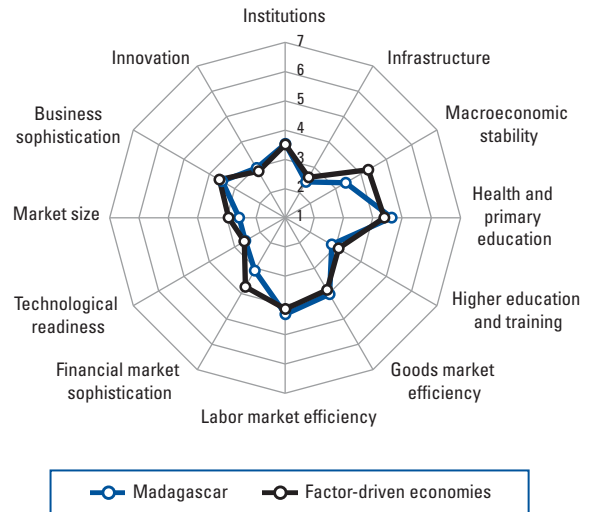 Institutions
Innovation
Infrastructure
Business
sophistication
Macroeconomic
stability
Market size
Health and
primary
education
Technological
readiness
Higher education
and training
Financial market
sophistication
Goods market
efficiency
Labor market efficiency
7
6
5
4
3
2
1
Madagascar
Factor-driven economies